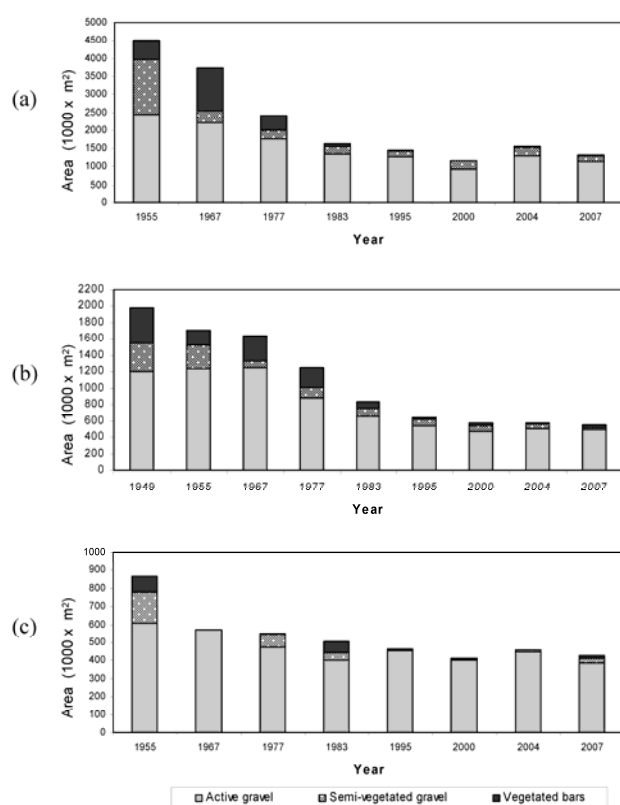 (a)
Area (1000 x m²)
5000
4500
4000
3500
3000
2500
2000
1500
1000
500
0
1955 1967 1977 1983 1995 2000 2004 2007
Year
(b)
Area (1000 x m²)
2200
2000
1800
1600
1400
1200
1000
800
600
400
200
0
1949 1955 1967 1977 1983 1995 2000 2004 2007
Year
(c)
Area (1000 x m²)
1000
900
800
700
600
500
400
300
200
100
0
1955 1967 1977 1983 1995 2000 2004 2007
Year
Active gravel Semi-vegetated gravel Vegetated bars